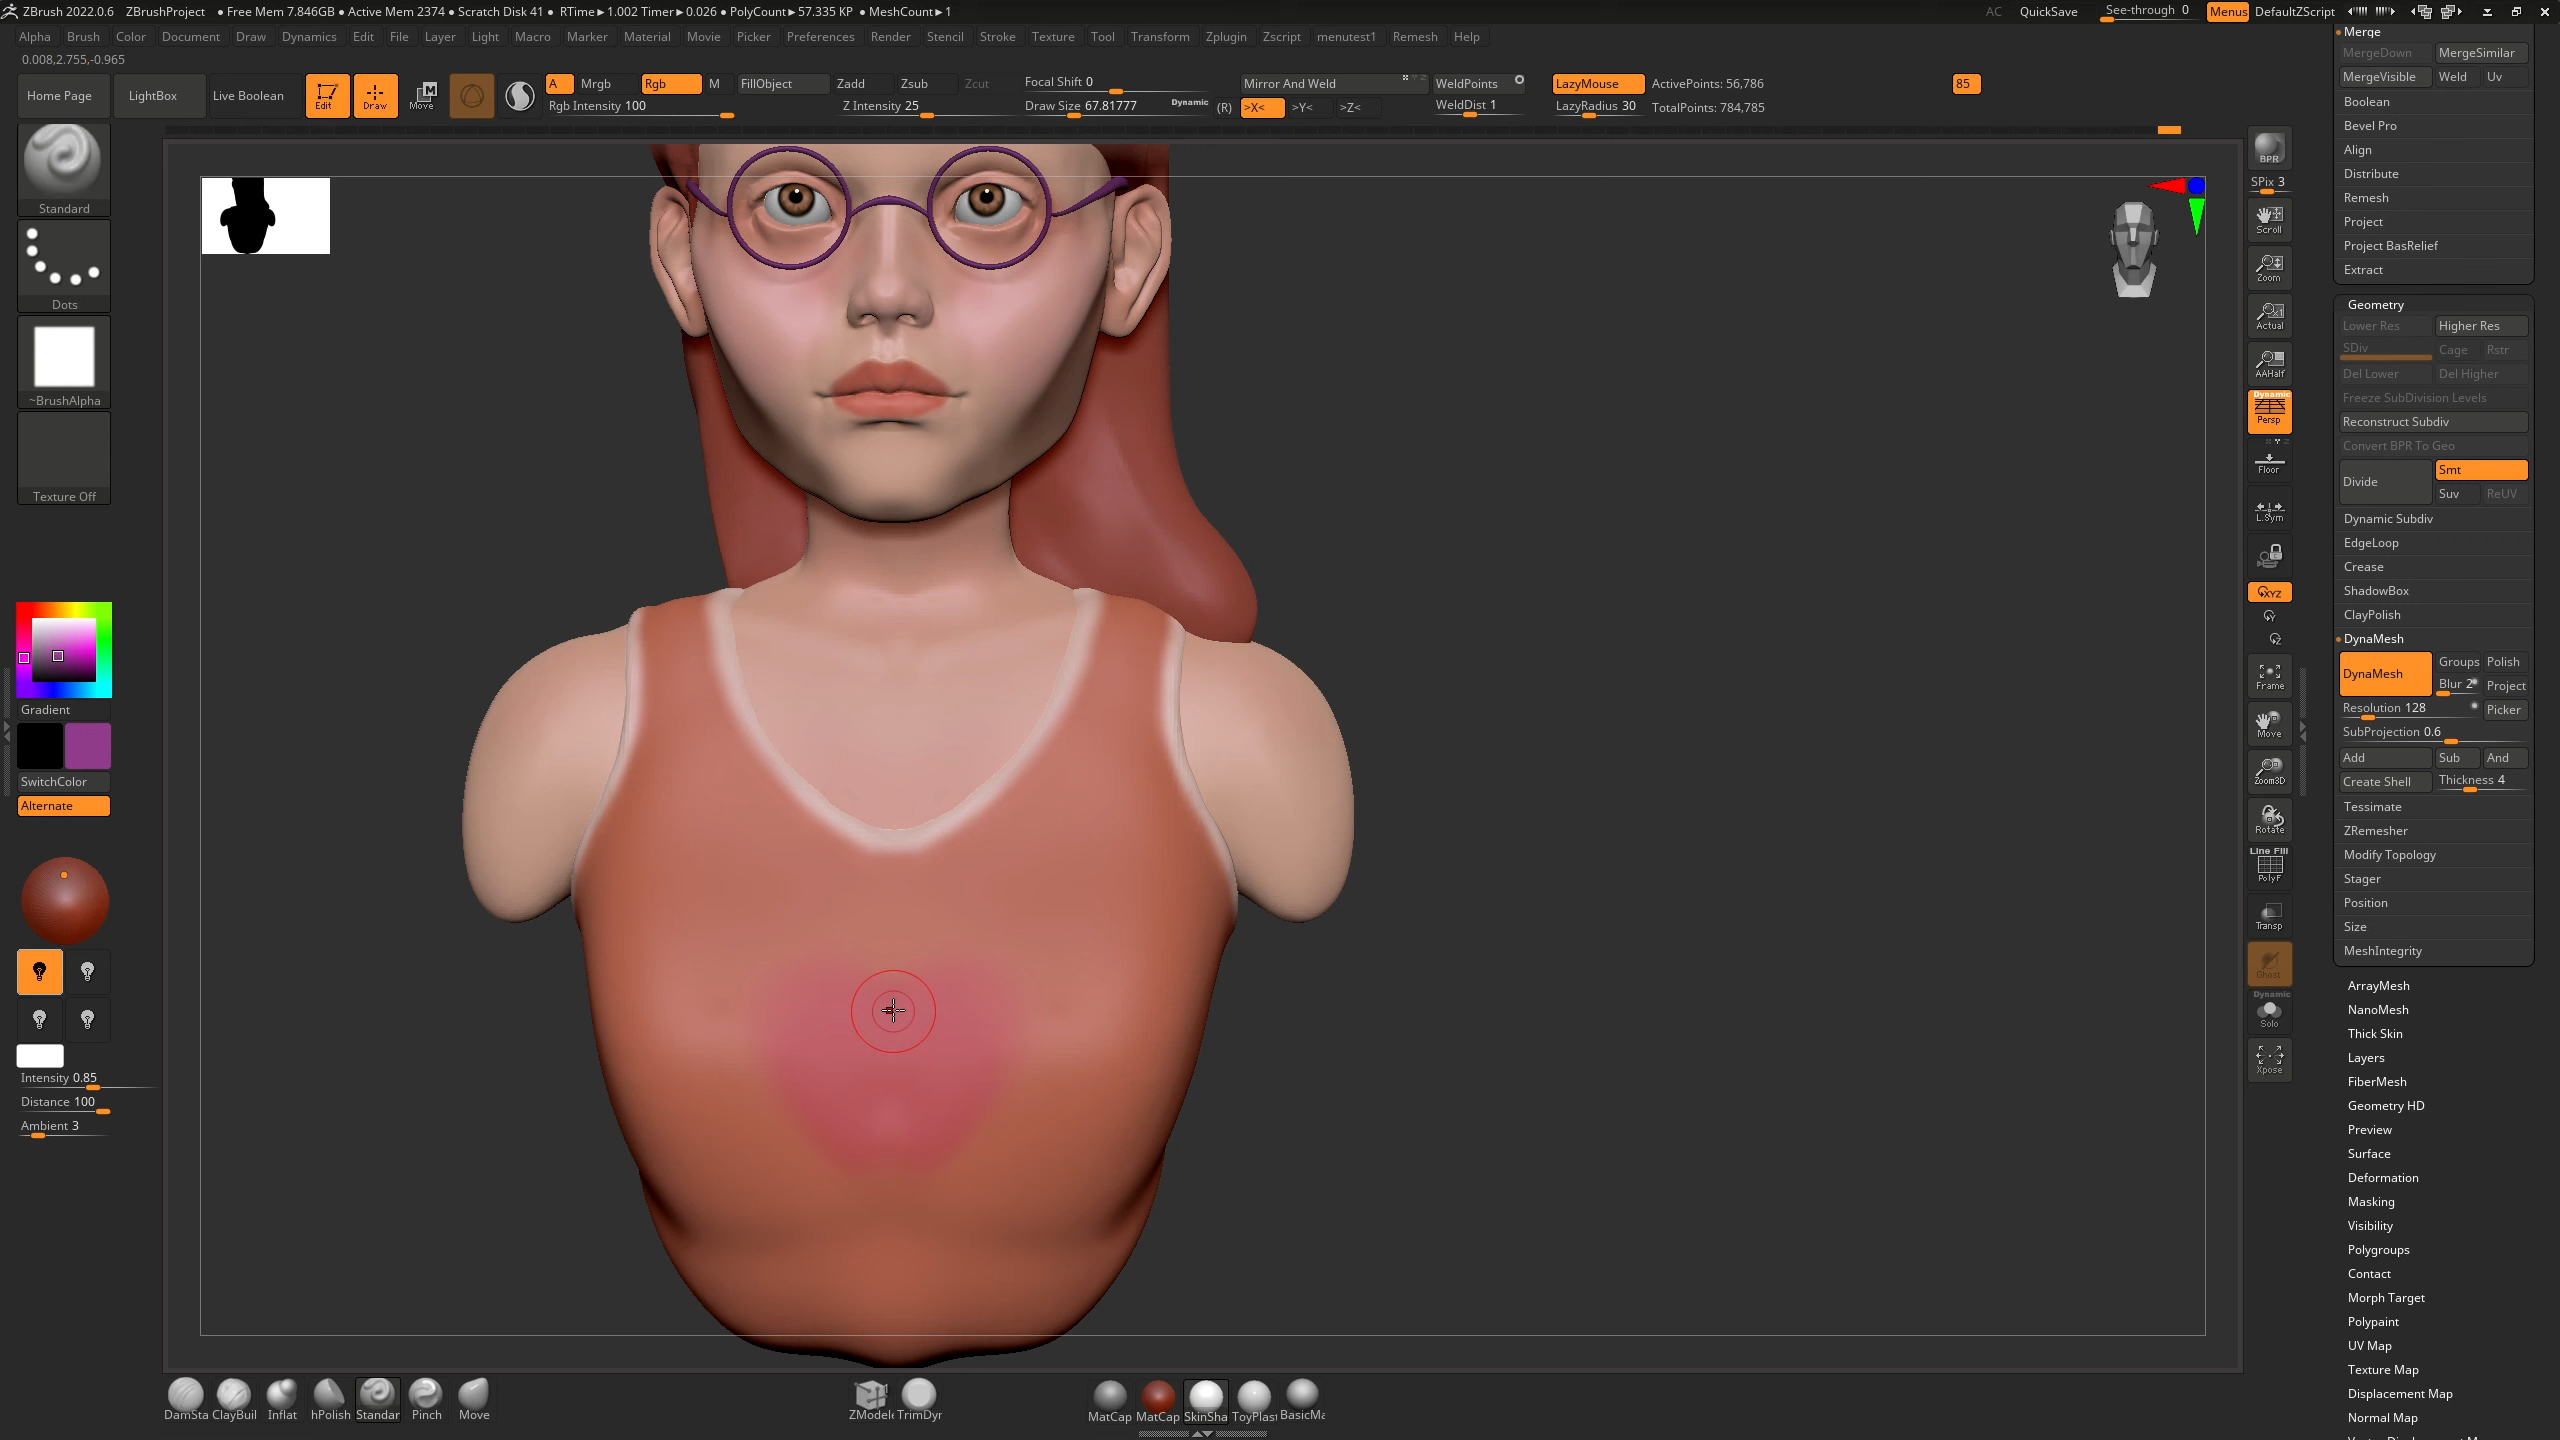 ZBrush 2022.0.6 ZBrushProject • Free Mem 7.846GB • Active Mem 2374 • Scratch Disk 41 • RTime►1.002 Timer►0.026 • PolyCount►57.335 KP • MeshCount►1 AC QuickSave See-through 0 Menus DefaultZScript
Alpha Brush Color Document Draw Dynamics Edit File Layer Light Macro Marker Material Movie Picker Preferences Render Stencil Stroke Texture Tool Transform Zplugin Zscript menutest1 Remesh Help
0.008,2.755,-0.965
Home Page LightBox Live Boolean Edit Draw Move
A Mrgb Rgb M FillObject Zadd Zsub Zcut Focal Shift 0 Mirror And Weld WeldPoints LazyMouse ActivePoints: 56,786 85
Rgb Intensity 100 Z Intensity 25 Draw Size 67.81777 Dynamic (R) >X< >Y< >Z< WeldDist 1 LazyRadius 30 TotalPoints: 784,785
Standard
Dots
~BrushAlpha
Texture Off
Gradient
SwitchColor
Alternate
Intensity 0.85
Distance 100
Ambient 3
BPR
SPix 3
Scroll
Zoom
Actual
AAHalf
Dynamic
Persp
Floor
L.Sym
XYZ
Y
Z
Frame
Move
Zoom3D
Rotate
Line Fill
PolyF
Transp
Ghost
Dynamic
Solo
Xpose
Merge
MergeDown MergeSimilar
MergeVisible Weld Uv
Boolean
Bevel Pro
Align
Distribute
Remesh
Project
Project BasRelief
Extract
Geometry
Lower Res Higher Res
SDiv Cage Rstr
Del Lower Del Higher
Freeze SubDivision Levels
Reconstruct Subdiv
Convert BPR To Geo
Divide Smt
Suv ReUV
Dynamic Subdiv
EdgeLoop
Crease
ShadowBox
ClayPolish
DynaMesh
DynaMesh Groups Polish
Blur 2 Project
Resolution 128 Picker
SubProjection 0.6
Add Sub And
Create Shell Thickness 4
Tessimate
ZRemesher
Modify Topology
Stager
Position
Size
MeshIntegrity
ArrayMesh
NanoMesh
Thick Skin
Layers
FiberMesh
Geometry HD
Preview
Surface
Deformation
Masking
Visibility
Polygroups
Contact
Morph Target
Polypaint
UV Map
Texture Map
Displacement Map
Normal Map
DamSta ClayBuil Inflat hPolish Standar Pinch Move ZModel TrimDyr MatCap MatCap SkinSha ToyPlast BasicMa